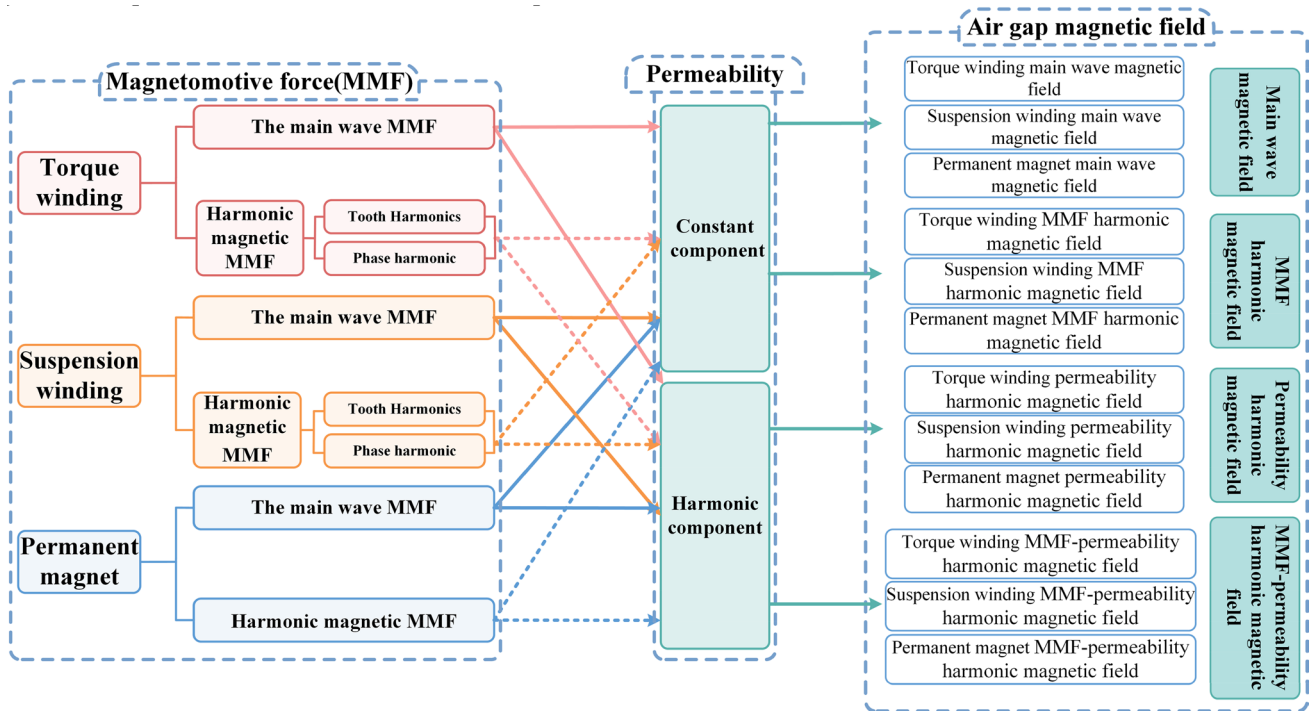 Magnetomotive force(MMF)
Torque
winding
The main wave MMF
Harmonic
magnetic
MMF
Tooth Harmonics
Phase harmonic
Suspension
winding
The main wave MMF
Harmonic
magnetic
MMF
Tooth Harmonics
Phase harmonic
Permanent
magnet
The main wave MMF
Harmonic magnetic MMF
Permeability
Constant
component
Harmonic
component
Air gap magnetic field
Torque winding main wave magnetic
field
Suspension winding main wave
magnetic field
Permanent magnet main wave
magnetic field
Main wave
magnetic field
Torque winding MMF harmonic
magnetic field
Suspension winding MMF
harmonic magnetic field
Permanent magnet MMF harmonic
magnetic field
MMF
harmonic
magnetic field
Torque winding permeability
harmonic magnetic field
Suspension winding permeability
harmonic magnetic field
Permanent magnet permeability
harmonic magnetic field
Permeability
harmonic
magnetic field
Torque winding MMF-permeability
harmonic magnetic field
Suspension winding MMF-permeability
harmonic magnetic field
Permanent magnet MMF-permeability
harmonic magnetic field
MMF-permeability
harmonic magnetic
field